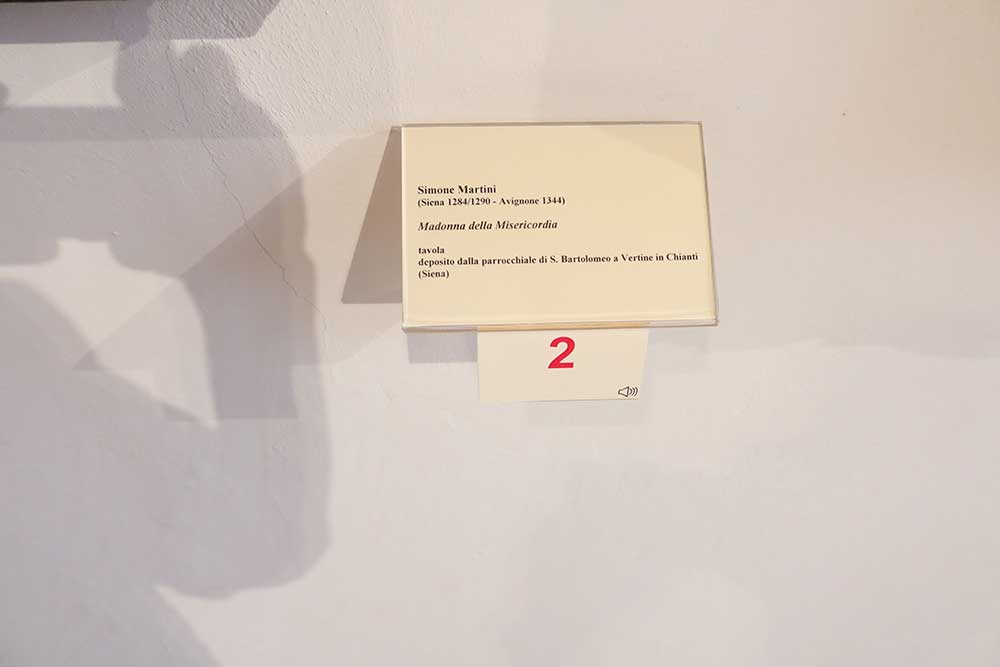 Simone Martini
(Siena 1284/1290 - Avignone 1344)
Madonna della Misericordia
tavola
deposito dalla parrocchiale di S. Bartolomeo a Vertine in Chianti
(Siena)
2